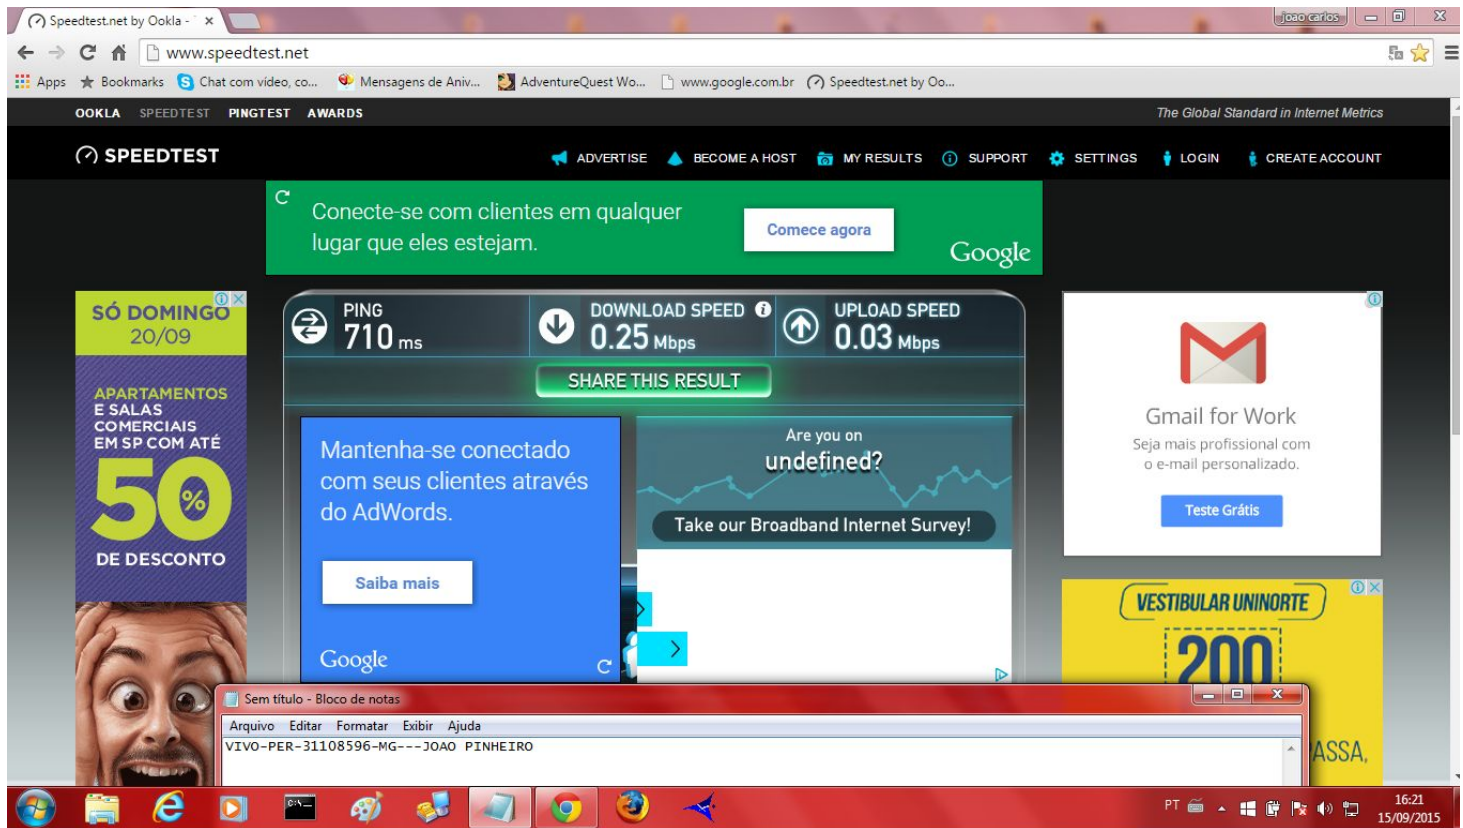 Speedtest.net by Ookla -
joao carlos
www.speedtest.net
Apps Bookmarks Chat com vídeo, co... Mensagens de Aniv... AdventureQuest Wo... www.google.com.br Speedtest.net by Oo...
OOKLA SPEEDTEST PINGTEST AWARDS
The Global Standard in Internet Metrics
SPEEDTEST
ADVERTISE BECOME A HOST MY RESULTS SUPPORT SETTINGS LOGIN CREATE ACCOUNT
Conecte-se com clientes em qualquer
lugar que eles estejam.
Comece agora
Google
SÓ DOMINGO
20/09
APARTAMENTOS
E SALAS
COMERCIAIS
EM SP COM ATÉ
50%
DE DESCONTO
PING
710 ms
DOWNLOAD SPEED
0.25 Mbps
UPLOAD SPEED
0.03 Mbps
SHARE THIS RESULT
Mantenha-se conectado
com seus clientes através
do AdWords.
Saiba mais
Google
Are you on
undefined?
Take our Broadband Internet Survey!
Gmail for Work
Seja mais profissional com
o e-mail personalizado.
Teste Grátis
VESTIBULAR UNINORTE
200
Sem título - Bloco de notas
Arquivo Editar Formatar Exibir Ajuda
VIVO-PER-31108596-MG---JOAO PINHEIRO
PT
16:21
15/09/2015